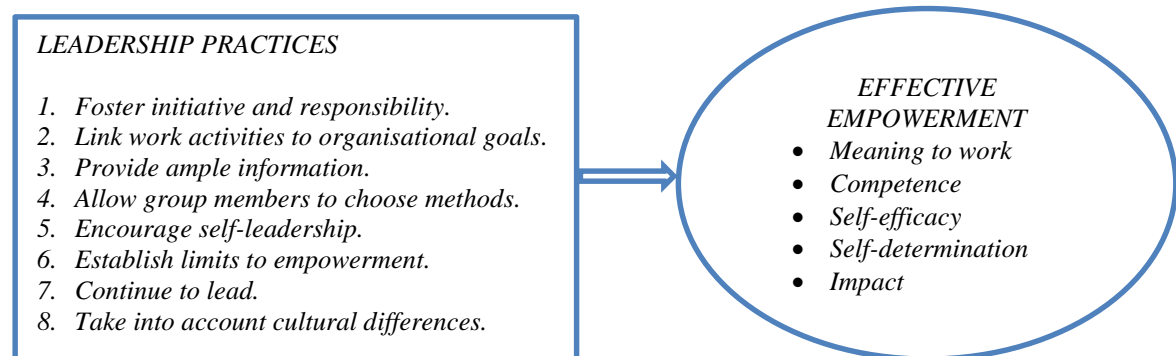 LEADERSHIP PRACTICES
1. Foster initiative and responsibility.
2. Link work activities to organisational goals.
3. Provide ample information.
4. Allow group members to choose methods.
5. Encourage self-leadership.
6. Establish limits to empowerment.
7. Continue to lead.
8. Take into account cultural differences.
EFFECTIVE
EMPOWERMENT
• Meaning to work
• Competence
• Self-efficacy
• Self-determination
• Impact